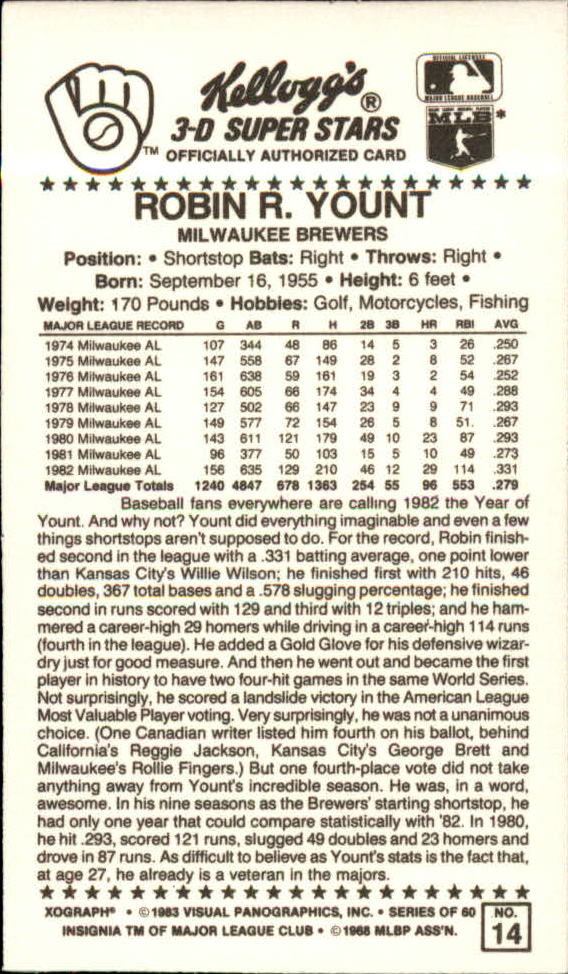 Kellogg's®
3-D SUPER STARS
OFFICIALLY AUTHORIZED CARD
TM
OFFICIAL LICENSEE
MAJOR LEAGUE BASEBALL
MLB*
ROBIN R. YOUNT
MILWAUKEE BREWERS
Position: • Shortstop Bats: Right • Throws: Right •
Born: September 16, 1955 • Height: 6 feet •
Weight: 170 Pounds • Hobbies: Golf, Motorcycles, Fishing
MAJOR LEAGUE RECORD G AB R H 2B 3B HR RBI AVG
1974 Milwaukee AL 107 344 48 86 14 5 3 26 .250
1975 Milwaukee AL 147 558 67 149 28 2 8 52 .267
1976 Milwaukee AL 161 638 59 161 19 3 2 54 .252
1977 Milwaukee AL 154 605 66 174 34 4 4 49 .288
1978 Milwaukee AL 127 502 66 147 23 9 9 71 .293
1979 Milwaukee AL 149 577 72 154 26 5 8 51. .267
1980 Milwaukee AL 143 611 121 179 49 10 23 87 .293
1981 Milwaukee AL 96 377 50 103 15 5 10 49 .273
1982 Milwaukee AL 156 635 129 210 46 12 29 114 .331
Major League Totals 1240 4847 678 1363 254 55 96 553 .279
Baseball fans everywhere are calling 1982 the Year of
Yount. And why not? Yount did everything imaginable and even a few
things shortstops aren't supposed to do. For the record, Robin finish-
ed second in the league with a .331 batting average, one point lower
than Kansas City's Willie Wilson; he finished first with 210 hits, 46
doubles, 367 total bases and a .578 slugging percentage; he finished
second in runs scored with 129 and third with 12 triples; and he ham-
mered a career-high 29 homers while driving in a career-high 114 runs
(fourth in the league). He added a Gold Glove for his defensive wizar-
dry just for good measure. And then he went out and became the first
player in history to have two four-hit games in the same World Series.
Not surprisingly, he scored a landslide victory in the American League
Most Valuable Player voting. Very surprisingly, he was not a unanimous
choice. (One Canadian writer listed him fourth on his ballot, behind
California's Reggie Jackson, Kansas City's George Brett and
Milwaukee's Rollie Fingers.) But one fourth-place vote did not take
anything away from Yount's incredible season. He was, in a word,
awesome. In his nine seasons as the Brewers' starting shortstop, he
had only one year that could compare statistically with '82. In 1980,
he hit .293, scored 121 runs, slugged 49 doubles and 23 homers and
drove in 87 runs. As difficult to believe as Yount's stats is the fact that,
at age 27, he already is a veteran in the majors.
XOGRAPH® • ©1983 VISUAL PANOGRAPHICS, INC. • SERIES OF 60
INSIGNIA TM OF MAJOR LEAGUE CLUB • ©1968 MLBP ASS'N.
NO.
14